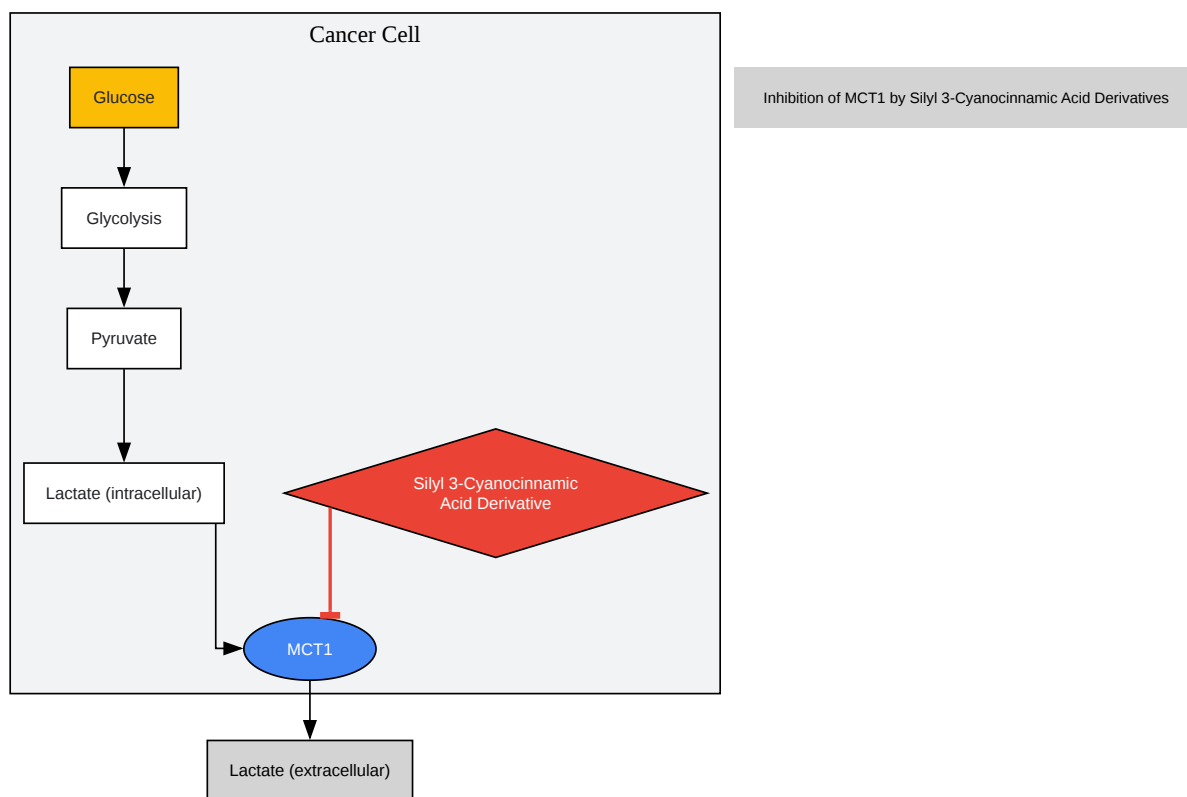 Cancer Cell
Glucose
Inhibition of MCT1 by Silyl 3-Cyanocinnamic Acid Derivatives
Glycolysis
Pyruvate
Lactate (intracellular)
Silyl 3-Cyanocinnamic
Acid Derivative
MCT1
Lactate (extracellular)